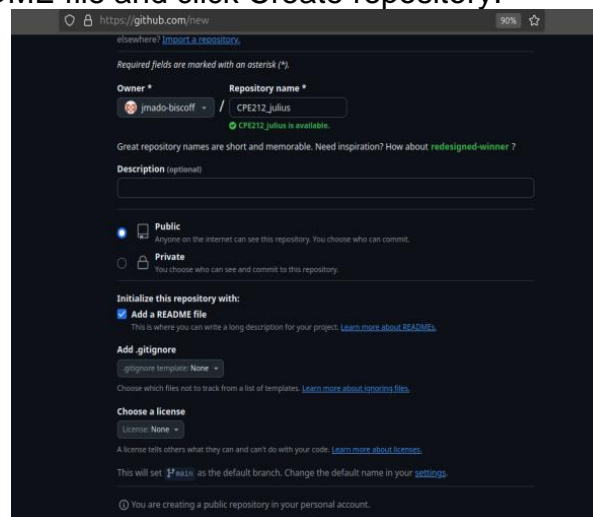 ME file and click Create repository.
https://github.com/new 90%
elsewhere? Import a repository.
Required fields are marked with an asterisk (*).
Owner * Repository name *
jmado-biscoff / CPE212_julius
CPE212_julius is available.
Great repository names are short and memorable. Need inspiration? How about redesigned-winner ?
Description (optional)
Public
Anyone on the internet can see this repository. You choose who can commit.
Private
You choose who can see and commit to this repository.
Initialize this repository with:
Add a README file
This is where you can write a long description for your project. Learn more about READMEs.
Add .gitignore
.gitignore template: None
Choose which files not to track from a list of templates. Learn more about ignoring files.
Choose a license
License: None
A license tells others what they can and can't do with your code. Learn more about licenses.
This will set main as the default branch. Change the default name in your settings.
You are creating a public repository in your personal account.